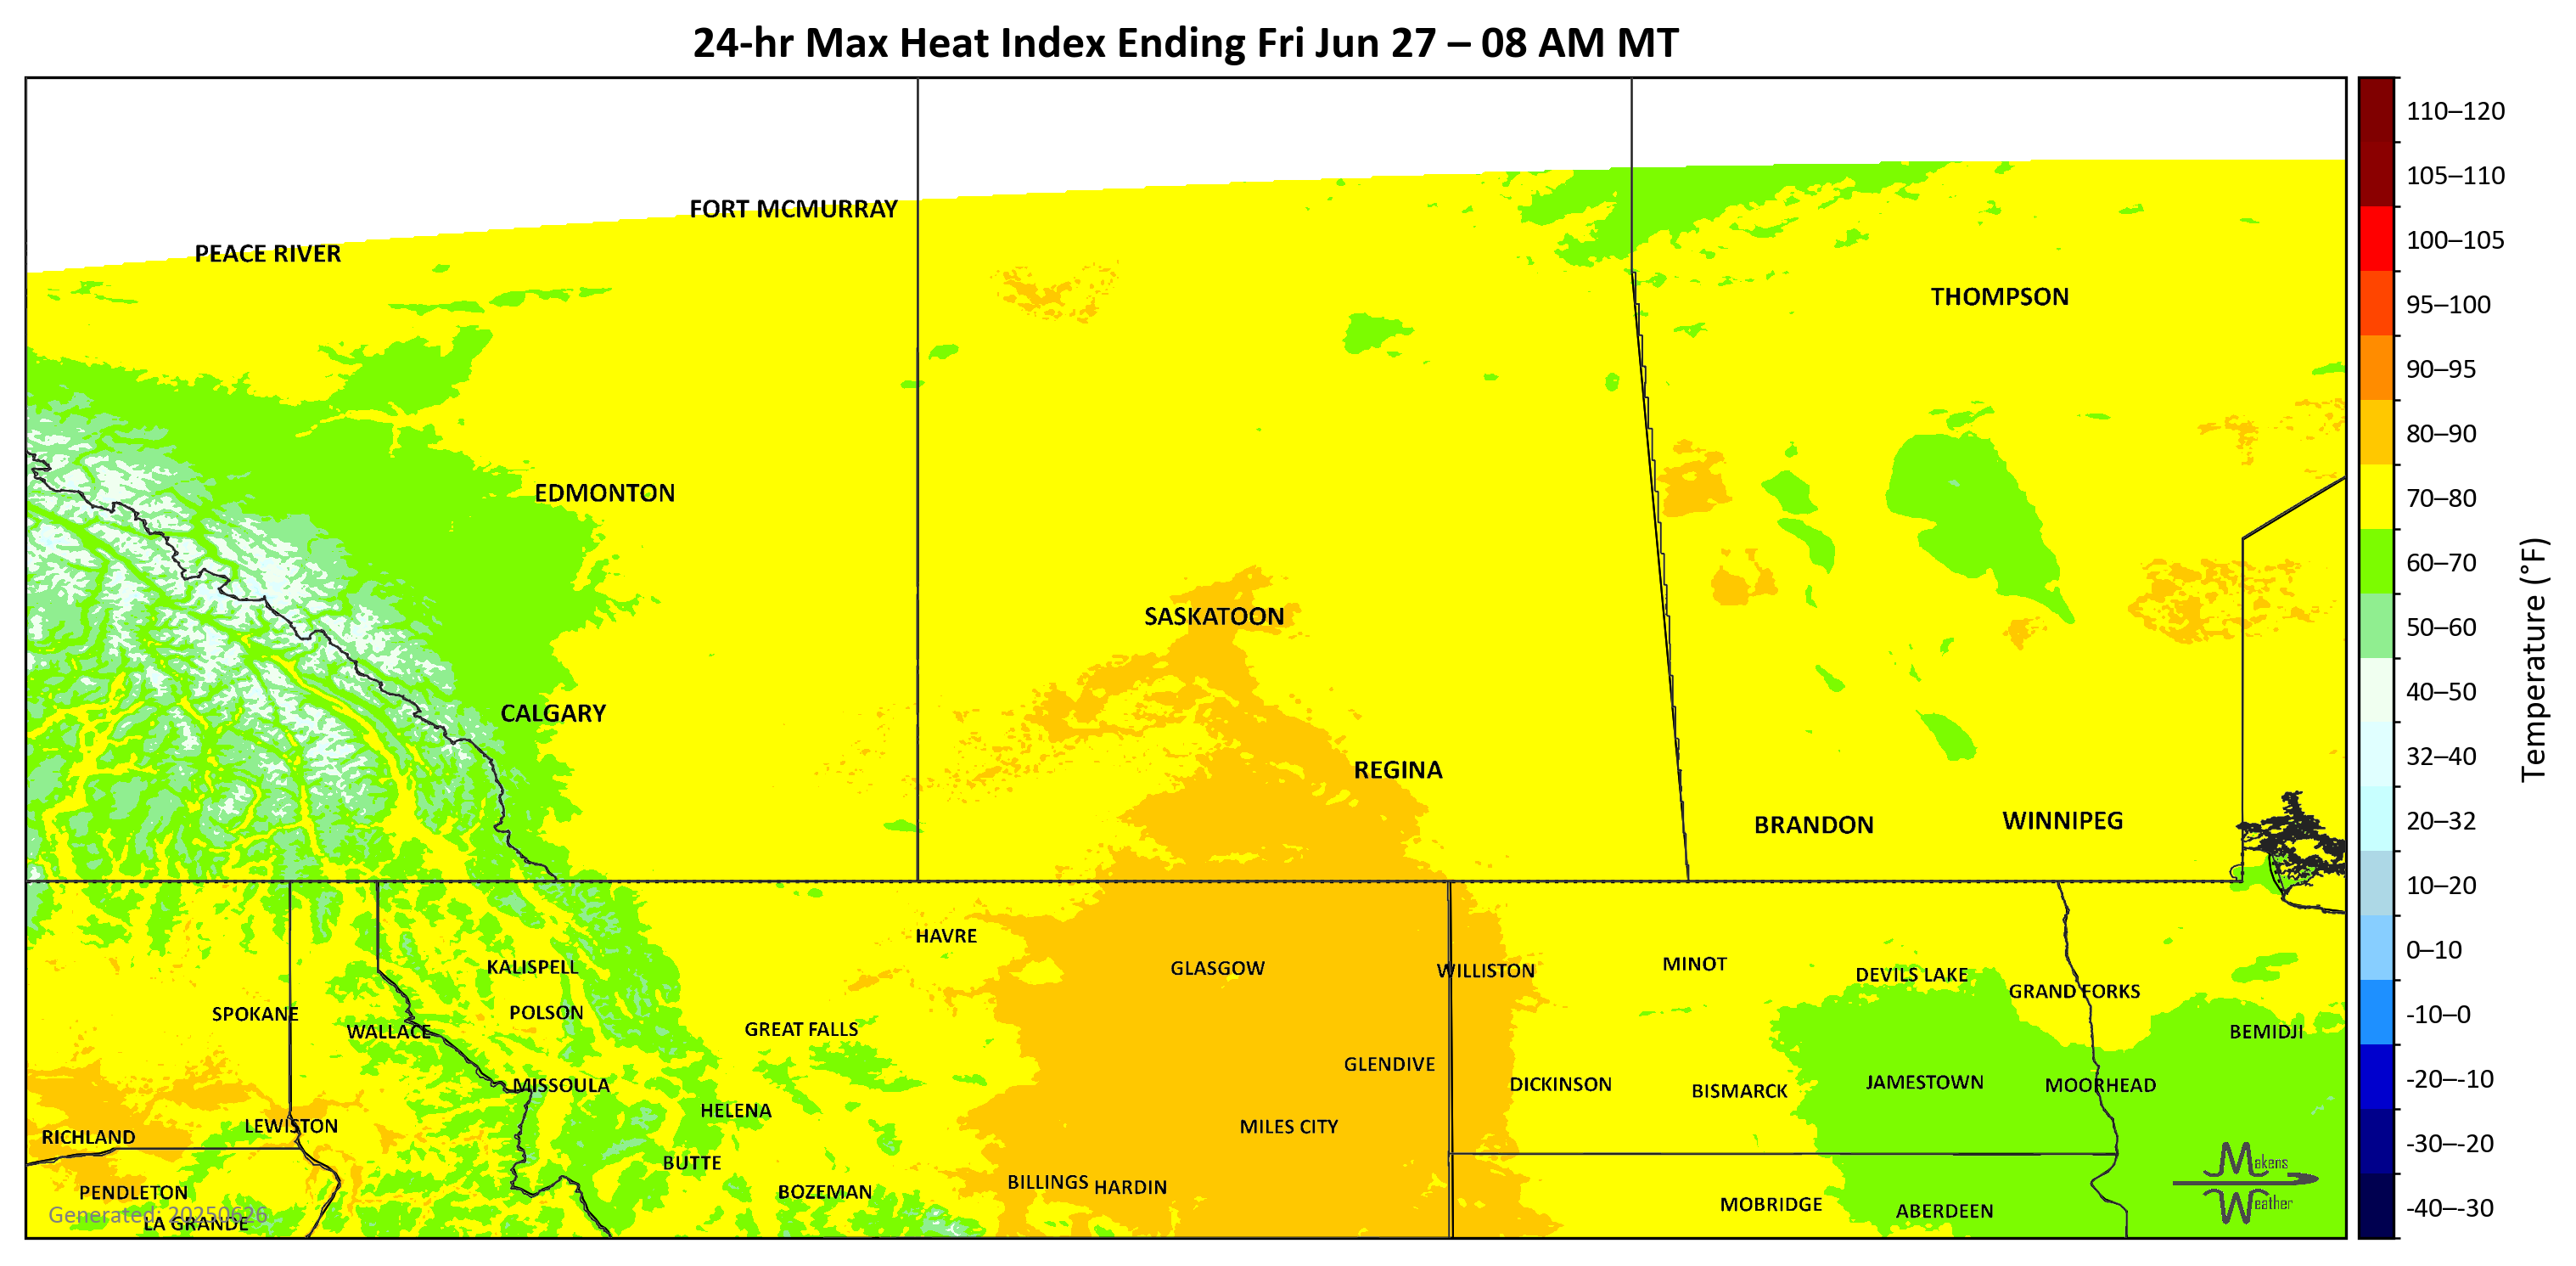 24-hr Max Heat Index Ending Fri Jun 27 – 08 AM MT
110–120
105–110
FORT MCMURRAY
100–105
PEACE RIVER
THOMPSON
95–100
90–95
80–90
EDMONTON
70–80
60–70
SASKATOON
50–60
Temperature (°F)
40–50
CALGARY
32–40
REGINA
20–32
BRANDON
WINNIPEG
10–20
HAVRE
0–10
KALISPELL
GLASGOW
WILLISTON
MINOT
DEVILS LAKE
GRAND FORKS
SPOKANE
POLSON
-10–0
WALLACE
GREAT FALLS
BEMIDJI
GLENDIVE
-20–-10
MISSOULA
DICKINSON
BISMARCK
JAMESTOWN
MOORHEAD
HELENA
RICHLAND
LEWISTON
MILES CITY
-30–-20
BUTTE
Makens
Weather
PENDLETON
BOZEMAN
BILLINGS
HARDIN
MOBRIDGE
ABERDEEN
-40–-30
Generated: 20250626
LA GRANDE